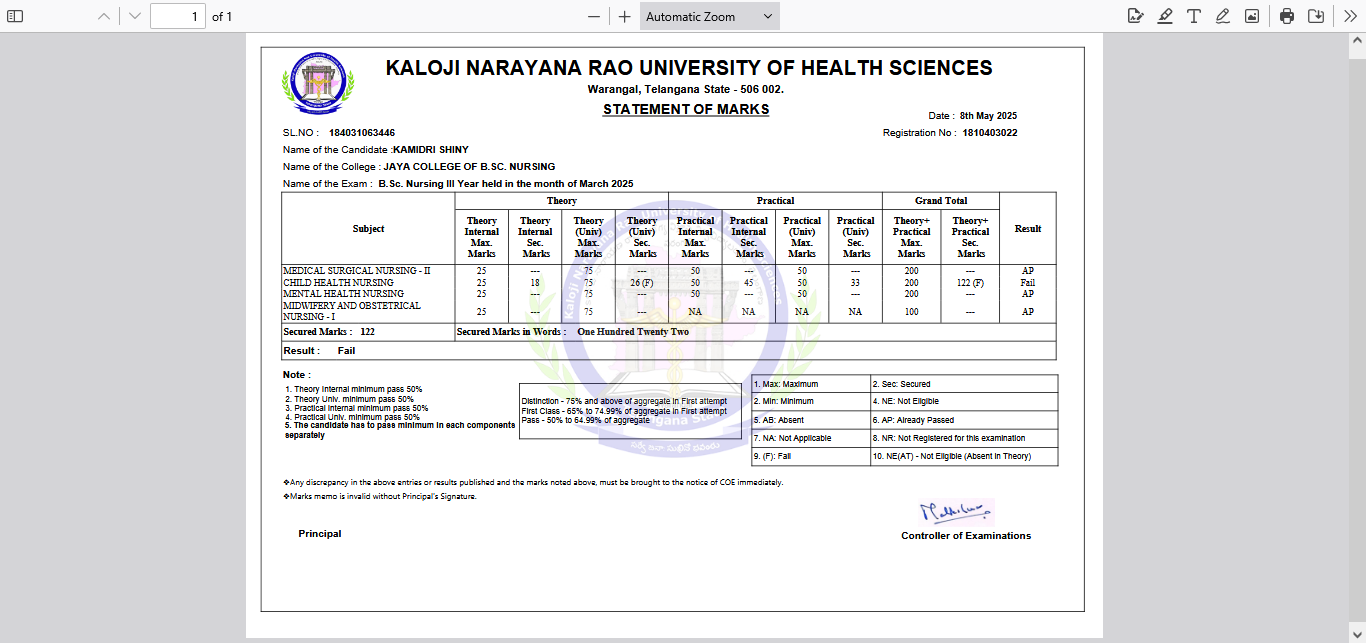 1 of 1 Automatic Zoom
KALOJI NARAYANA RAO UNIVERSITY OF HEALTH SCIENCES
Warangal, Telangana State - 506 002.
STATEMENT OF MARKS
Date : 8th May 2025
SL.NO : 184031063446 Registration No : 1810403022
Name of the Candidate :KAMIDRI SHINY
Name of the College : JAYA COLLEGE OF B.SC. NURSING
Name of the Exam : B.Sc. Nursing III Year held in the month of March 2025
Subject Theory Practical Grand Total Result
Theory Internal Max. Marks
Theory Internal Sec. Marks
Theory (Univ) Max. Marks
Theory (Univ) Sec. Marks
Practical Internal Max. Marks
Practical Internal Sec. Marks
Practical (Univ) Max. Marks
Practical (Univ) Sec. Marks
Theory+ Practical Max. Marks
Theory+ Practical Sec. Marks
MEDICAL SURGICAL NURSING - II 25 --- 75 --- 50 --- 50 --- 200 --- AP
CHILD HEALTH NURSING 25 18 75 26 (F) 50 45 50 33 200 122 (F) Fail
MENTAL HEALTH NURSING 25 --- 75 --- 50 --- 50 --- 200 --- AP
MIDWIFERY AND OBSTETRICAL
NURSING - I 25 --- 75 --- NA NA NA NA 100 --- AP
Secured Marks : 122 Secured Marks in Words : One Hundred Twenty Two
Result : Fail
Note :
1. Theory Internal minimum pass 50%
2. Theory Univ. minimum pass 50%
3. Practical Internal minimum pass 50%
4. Practical Univ. minimum pass 50%
5. The candidate has to pass minimum in each components
separately
Distinction - 75% and above of aggregate in First attempt
First Class - 65% to 74.99% of aggregate in First attempt
Pass - 50% to 64.99% of aggregate
1. Max: Maximum 2. Sec: Secured
2. Min: Minimum 4. NE: Not Eligible
5. AB: Absent 6. AP: Already Passed
7. NA: Not Applicable 8. NR: Not Registered for this examination
9. (F): Fail 10. NE(AT) - Not Eligible (Absent in Theory)
❖Any discrepancy in the above entries or results published and the marks noted above, must be brought to the notice of COE immediately.
❖Marks memo is invalid without Principal's Signature.
Principal
Controller of Examinations